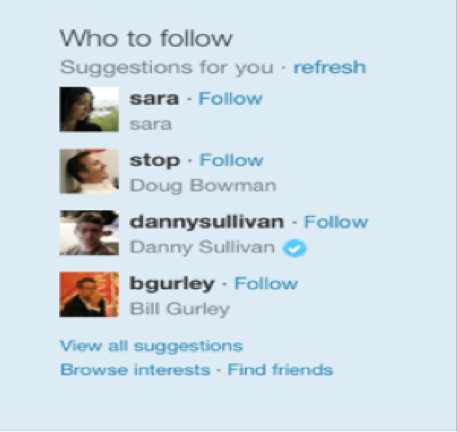 Who to follow
Suggestions for you · refresh
sara · Follow
sara
stop · Follow
Doug Bowman
dannysullivan · Follow
Danny Sullivan
bgurley · Follow
Bill Gurley
View all suggestions
Browse interests · Find friends